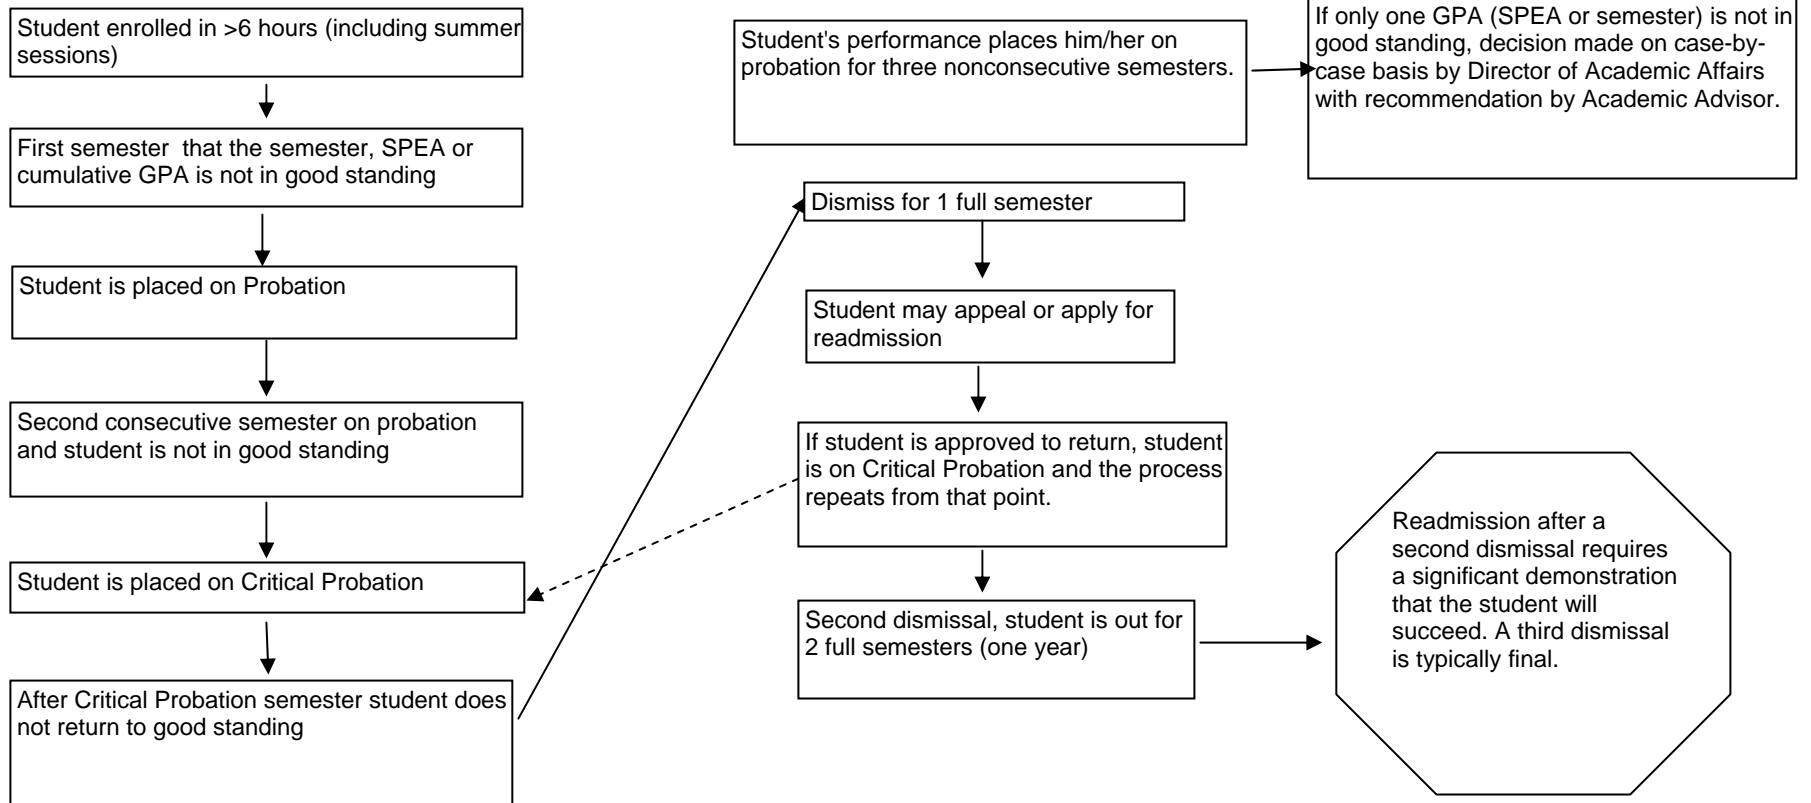 Student enrolled in >6 hours (including summer
sessions)
First semester  that the semester, SPEA or
cumulative GPA is not in good standing
Student is placed on Probation
Second consecutive semester on probation
and student is not in good standing
Student is placed on Critical Probation
After Critical Probation semester student does
not return to good standing
Student's performance places him/her on
probation for three nonconsecutive semesters.
If only one GPA (SPEA or semester) is not in
good standing, decision made on case-by-
case basis by Director of Academic Affairs
with recommendation by Academic Advisor.
Dismiss for 1 full semester
Student may appeal or apply for
readmission
If student is approved to return, student
is on Critical Probation and the process
repeats from that point.
Second dismissal, student is out for
2 full semesters (one year)
Readmission after a
second dismissal requires
a significant demonstration
that the student will
succeed. A third dismissal
is typically final.